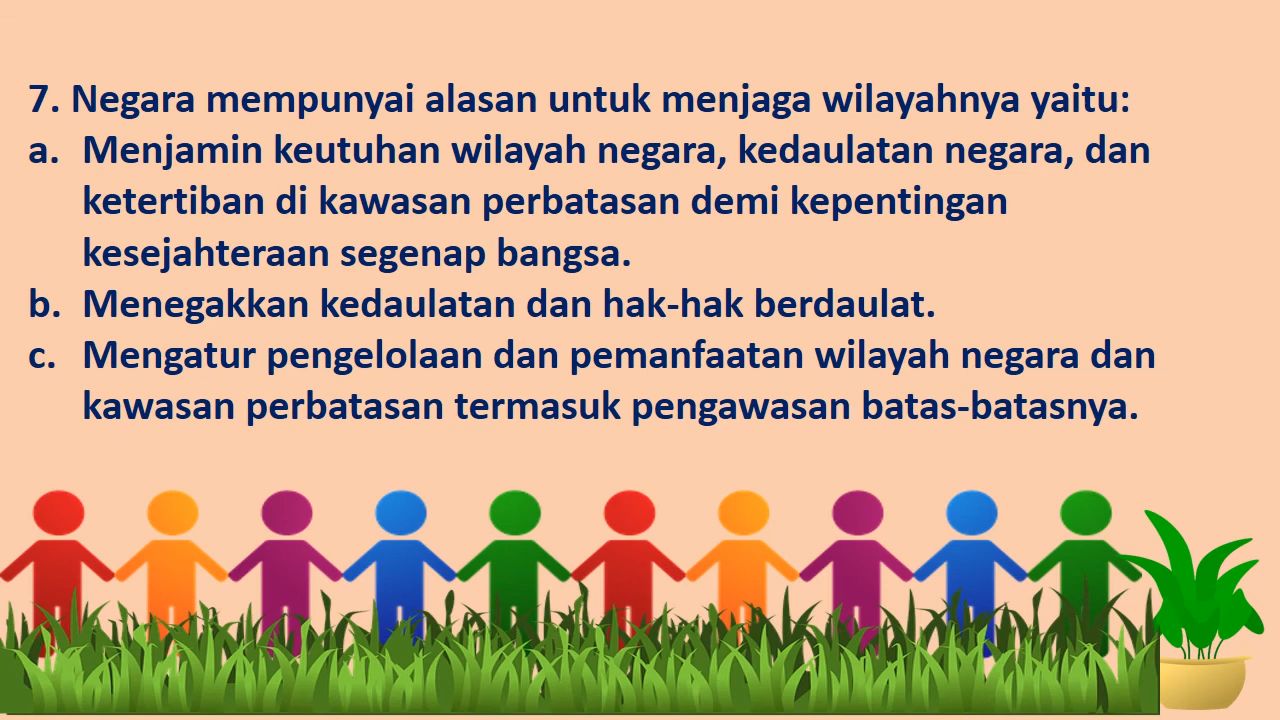 7. Negara mempunyai alasan untuk menjaga wilayahnya yaitu:
a. Menjamin keutuhan wilayah negara, kedaulatan negara, dan
ketertiban di kawasan perbatasan demi kepentingan
kesejahteraan segenap bangsa.
b. Menegakkan kedaulatan dan hak-hak berdaulat.
c. Mengatur pengelolaan dan pemanfaatan wilayah negara dan
kawasan perbatasan termasuk pengawasan batas-batasnya.